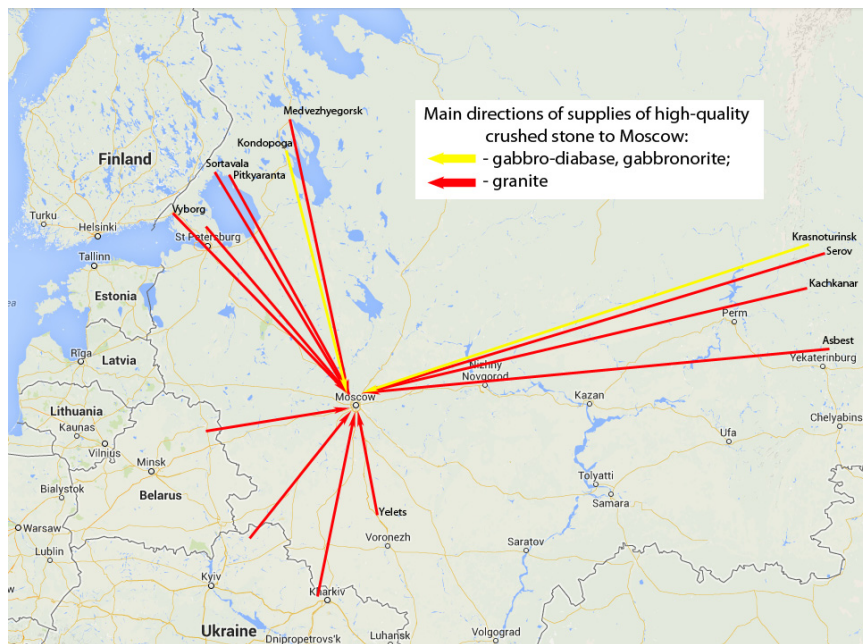 Medvezhyegorsk
Main directions of supplies of high-quality
crushed stone to Moscow:
- gabbro-diabase, gabbronorite;
- granite
Kondopoga
Finland
Sortavala
Pitkyaranta
Vyborg
Turku
Helsinki
St Petersburg
Krasnoturinsk
Serov
Tallinn
Kachkanar
Estonia
Perm
Asbest
Rīga
Latvia
Nizhny
Novgorod
Yekaterinburg
Moscow
Kazan
Lithuania
Kaunas
Chelyabins
Vilnius
Ufa
Minsk
Tolyatti
Belarus
Samara
Bialystok
Yelets
Warsaw
Voronezh
Saratov
Lublin
Kyiv
Kharkiv
Ukraine
Dnipropetrovs'k
Luhansk
Volgograd